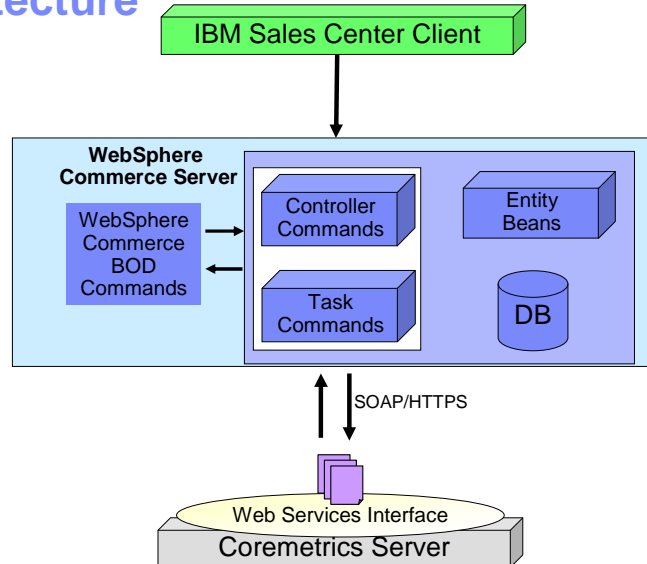 IBM Sales Center Client
WebSphere
Commerce Server
WebSphere
Commerce
BOD
Commands
Controller
Commands
Entity
Beans
Task
Commands
DB
SOAP/HTTPS
Web Services Interface
Coremetrics Server